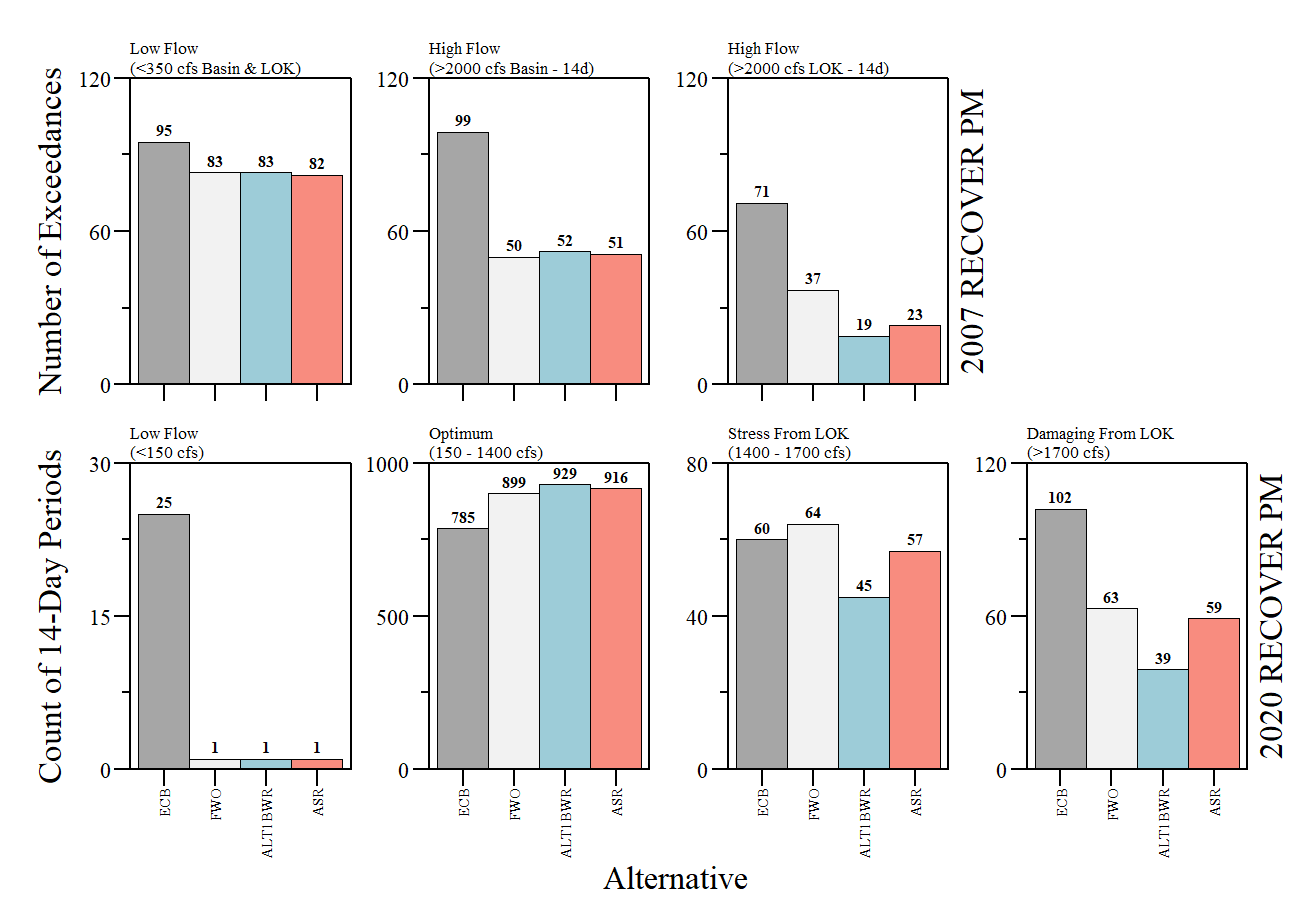 Low Flow
(<350 cfs Basin & LOK)
120
60
0
95
83
83
82
High Flow
(>2000 cfs Basin - 14d)
120
60
0
99
50
52
51
High Flow
(>2000 cfs LOK - 14d)
120
60
0
71
37
19
23
Number of Exceedances
2007 RECOVER PM
Low Flow
(<150 cfs)
30
15
0
25
1
1
1
ECB
FWO
ALT1BWR
ASR
Optimum
(150 - 1400 cfs)
1000
500
0
785
899
929
916
ECB
FWO
ALT1BWR
ASR
Stress From LOK
(1400 - 1700 cfs)
80
40
0
60
64
45
57
ECB
FWO
ALT1BWR
ASR
Damaging From LOK
(>1700 cfs)
120
60
0
102
63
39
59
ECB
FWO
ALT1BWR
ASR
Count of 14-Day Periods
2020 RECOVER PM
Alternative